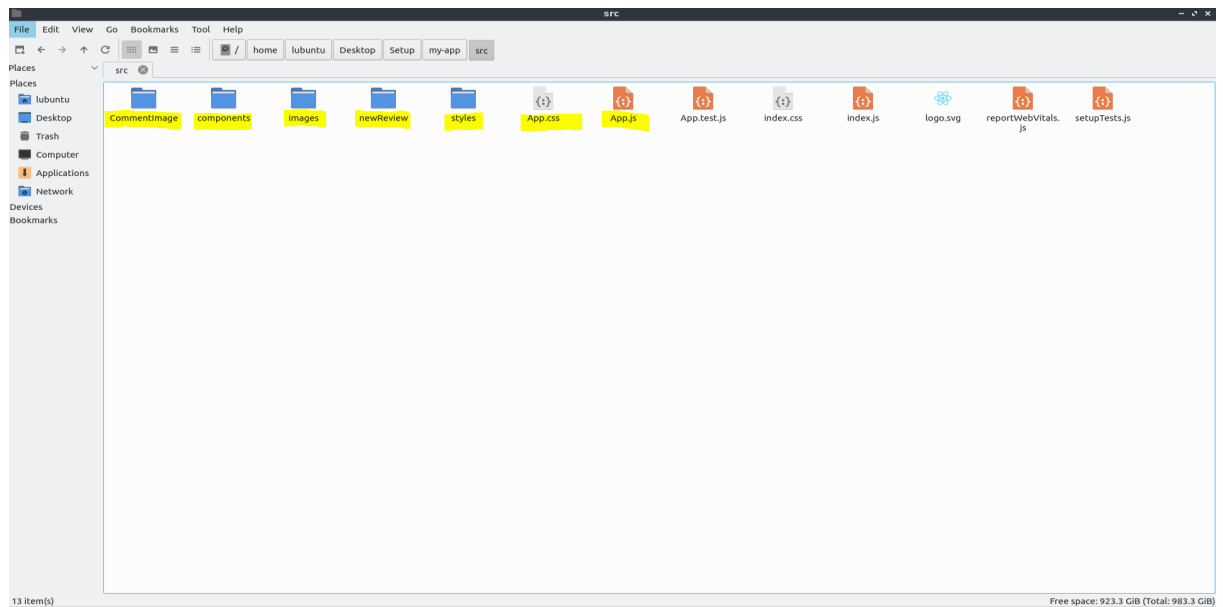 src
File Edit View Go Bookmarks Tool Help
/ home lubuntu Desktop Setup my-app src
Places
src
Places
lubuntu
Desktop
Trash
Computer
Applications
Network
Devices
Bookmarks
CommentImage components images newReview styles App.css App.js App.test.js index.css index.js logo.svg reportWebVitals. setupTests.js
js
13 item(s) Free space: 923.3 GiB (Total: 983.3 GiB)